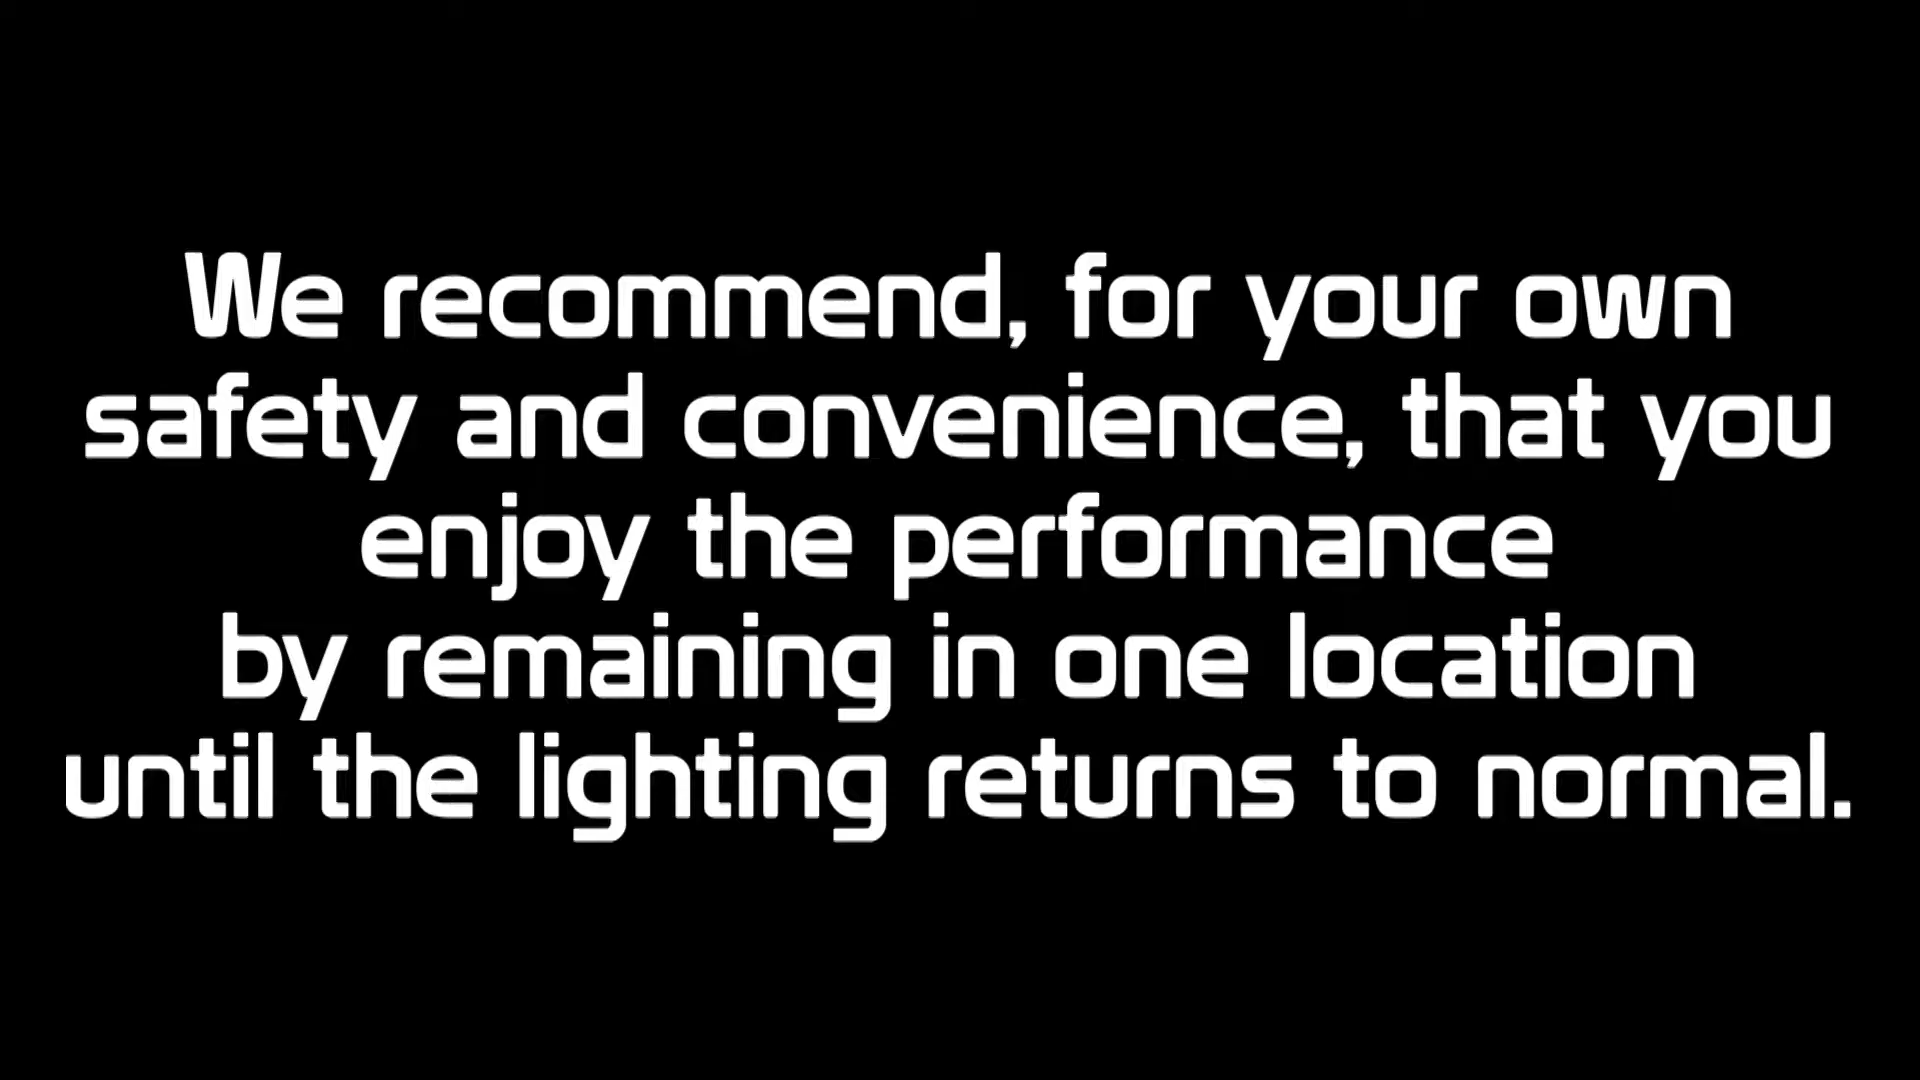 We recommend, for your own
safety and convenience, that you
enjoy the performance
by remaining in one location
until the lighting returns to normal.